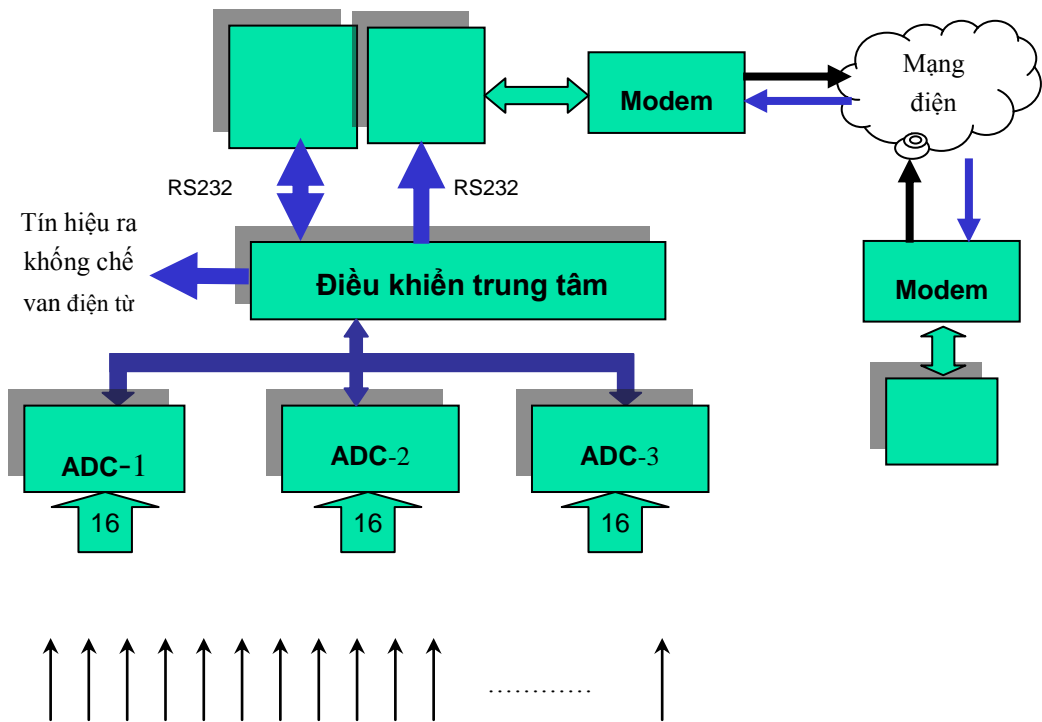 Modem
Mạng
điện
RS232
RS232
Tín hiệu ra
khống chế
van điện từ
Điều khiển trung tâm
Modem
ADC-1
ADC-2
ADC-3
16
16
16
............